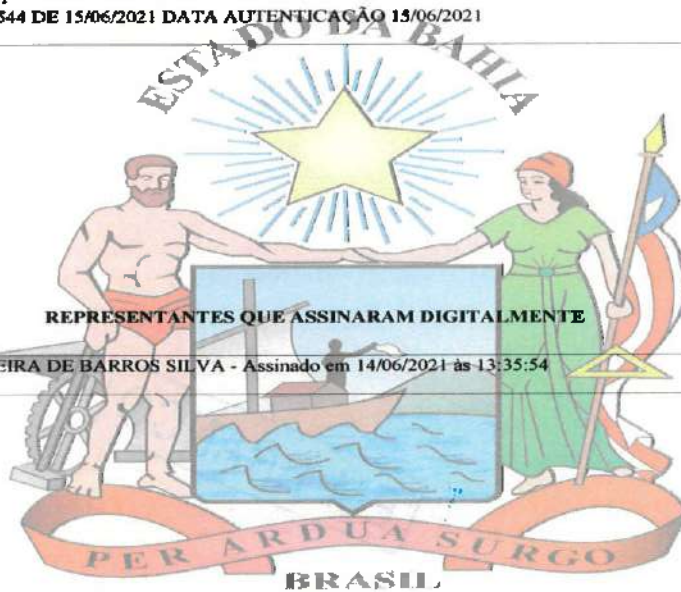 544 DE 15/06/2021 DATA AUTENTICAÇÃO 15/06/2021
ESTADO DA BAHIA
REPRESENTANTES QUE ASSINARAM DIGITALMENTE
EIRA DE BARROS SILVA - Assinado em 14/06/2021 às 13:35:54
PER ARDUA SURGO
BRASIL